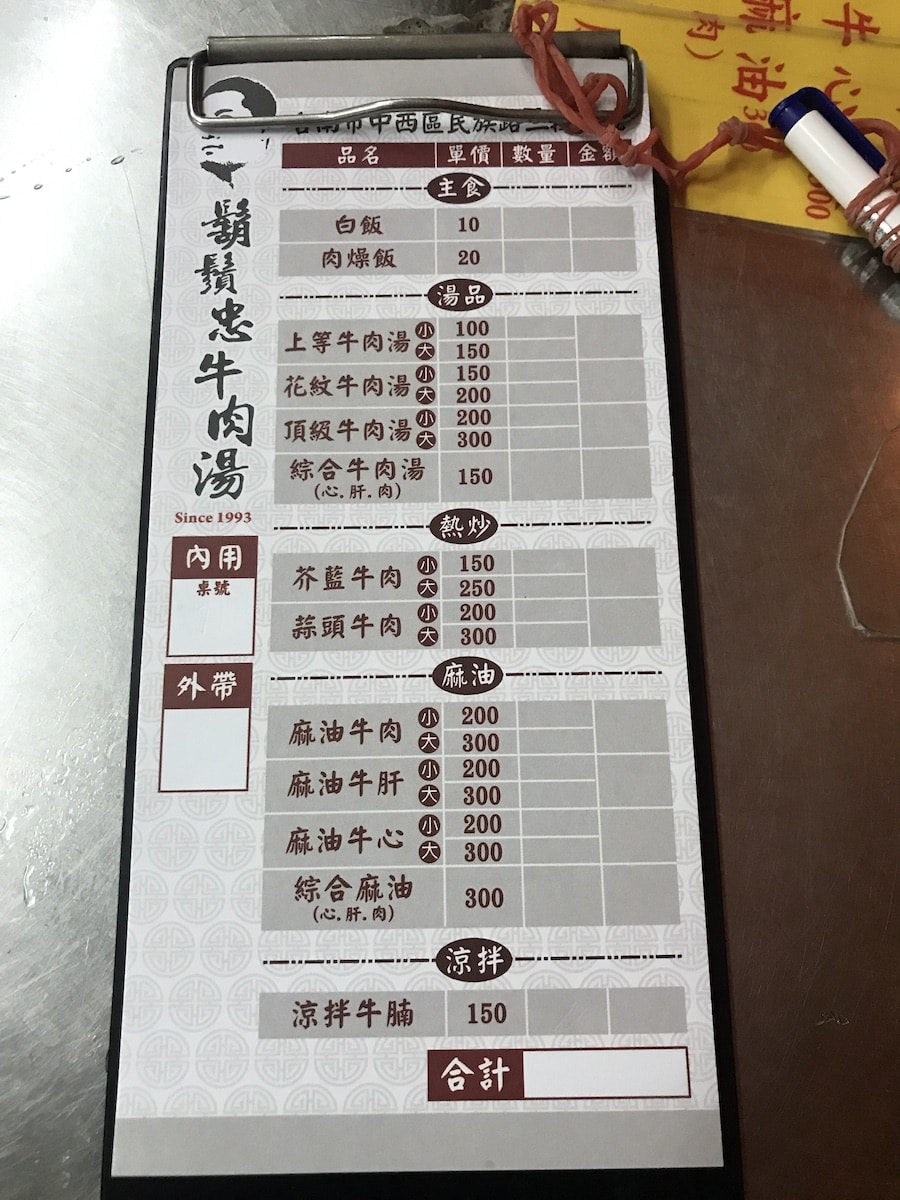 台南市中西區民族路三
鬍鬚忠牛肉湯
Since 1993
內用
桌號
外帶
品名 單價 數量 金額
主食
白飯 10
肉燥飯 20
湯品
上等牛肉湯 小 100
大 150
花紋牛肉湯 小 150
大 200
頂級牛肉湯 小 200
大 300
綜合牛肉湯 150
(心.肝.肉)
熱炒
芥藍牛肉 小 150
大 250
蒜頭牛肉 小 200
大 300
麻油
麻油牛肉 小 200
大 300
麻油牛肝 小 200
大 300
麻油牛心 小 200
大 300
綜合麻油 300
(心.肝.肉)
涼拌
涼拌牛腩 150
合計
牛心
麻油
肉)